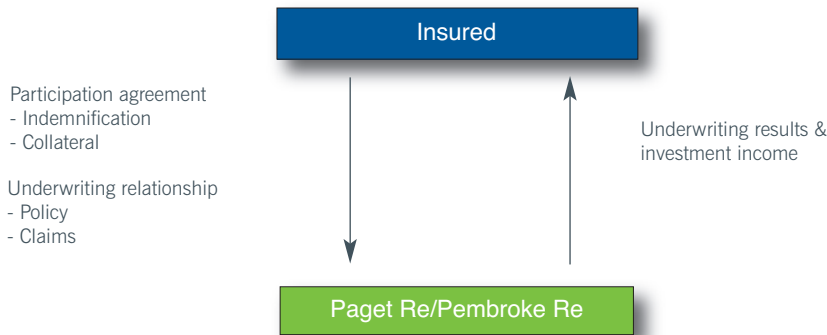 Insured
Participation agreement
- Indemnification
- Collateral
Underwriting relationship
- Policy
- Claims
Underwriting results &
investment income
Paget Re/Pembroke Re